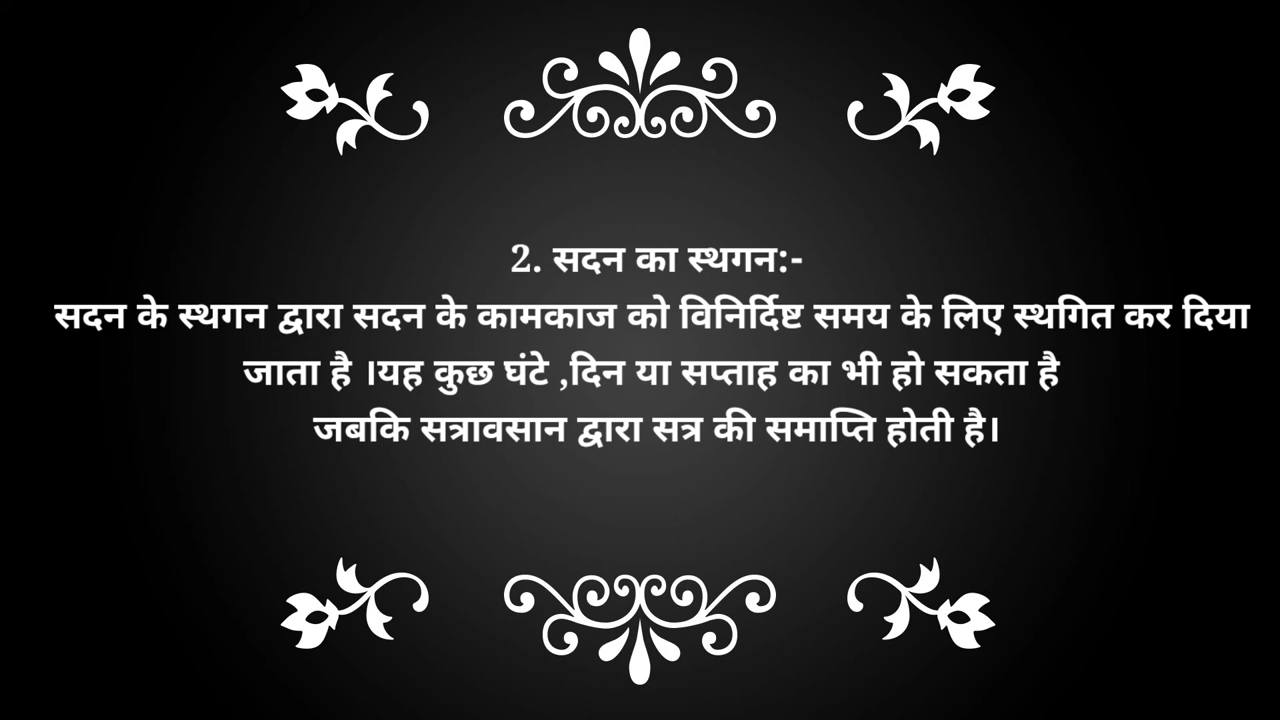 2. सदन का स्थगन:-
सदन के स्थगन द्वारा सदन के कामकाज को विनिर्दिष्ट समय के लिए स्थगित कर दिया
जाता है ।यह कुछ घंटे ,दिन या सप्ताह का भी हो सकता है
जबकि सत्रावसान द्वारा सत्र की समाप्ति होती है।